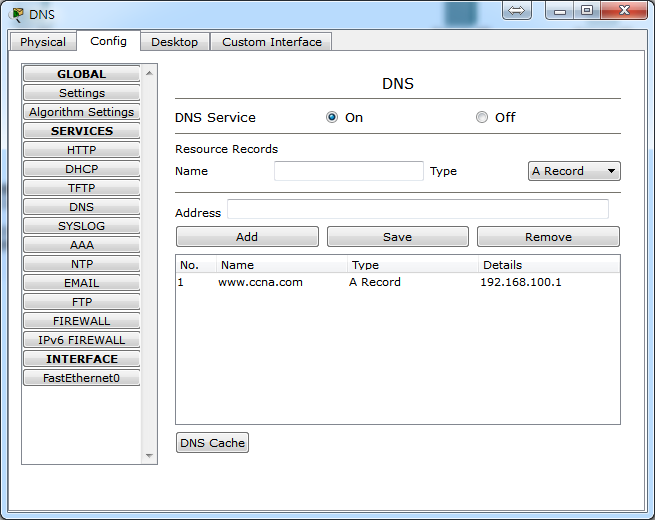 DNS
Physical Config Desktop Custom Interface
GLOBAL
Settings
Algorithm Settings
SERVICES
HTTP
DHCP
TFTP
DNS
SYSLOG
AAA
NTP
EMAIL
FTP
FIREWALL
IPv6 FIREWALL
INTERFACE
FastEthernet0
DNS
DNS Service On Off
Resource Records
Name Type A Record
Address
Add Save Remove
No. Name Type Details
1 www.ccna.com A Record 192.168.100.1
DNS Cache